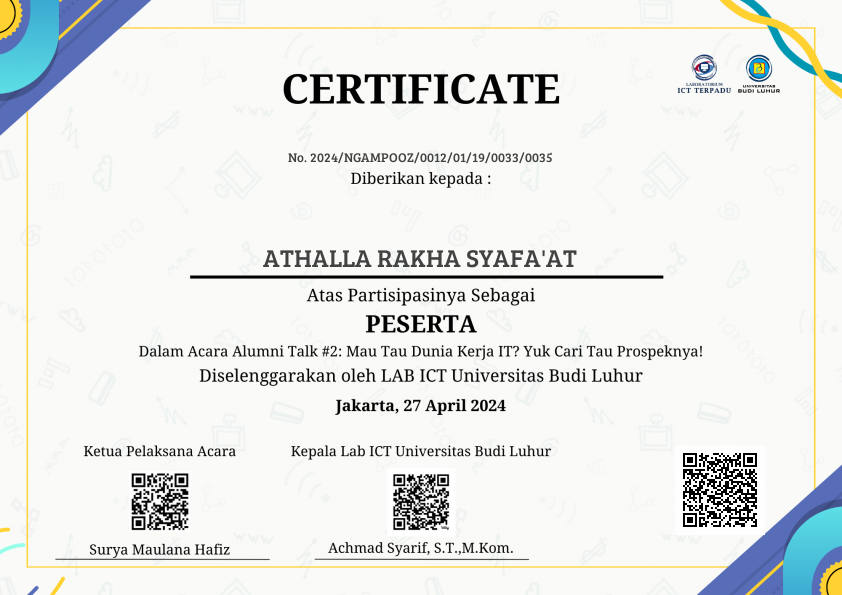 CERTIFICATE
LABORATORIUM
ICT TERPADU
UNIVERSITAS
BUDI LUHUR
No. 2024/NGAMPOOZ/0012/01/19/0033/0035
Diberikan kepada :
ATHALLA RAKHA SYAFA'AT
Atas Partisipasinya Sebagai
PESERTA
Dalam Acara Alumni Talk #2: Mau Tau Dunia Kerja IT? Yuk Cari Tau Prospeknya!
Diselenggarakan oleh LAB ICT Universitas Budi Luhur
Jakarta, 27 April 2024
Ketua Pelaksana Acara
Kepala Lab ICT Universitas Budi Luhur
Surya Maulana Hafiz
Achmad Syarif, S.T.,M.Kom.